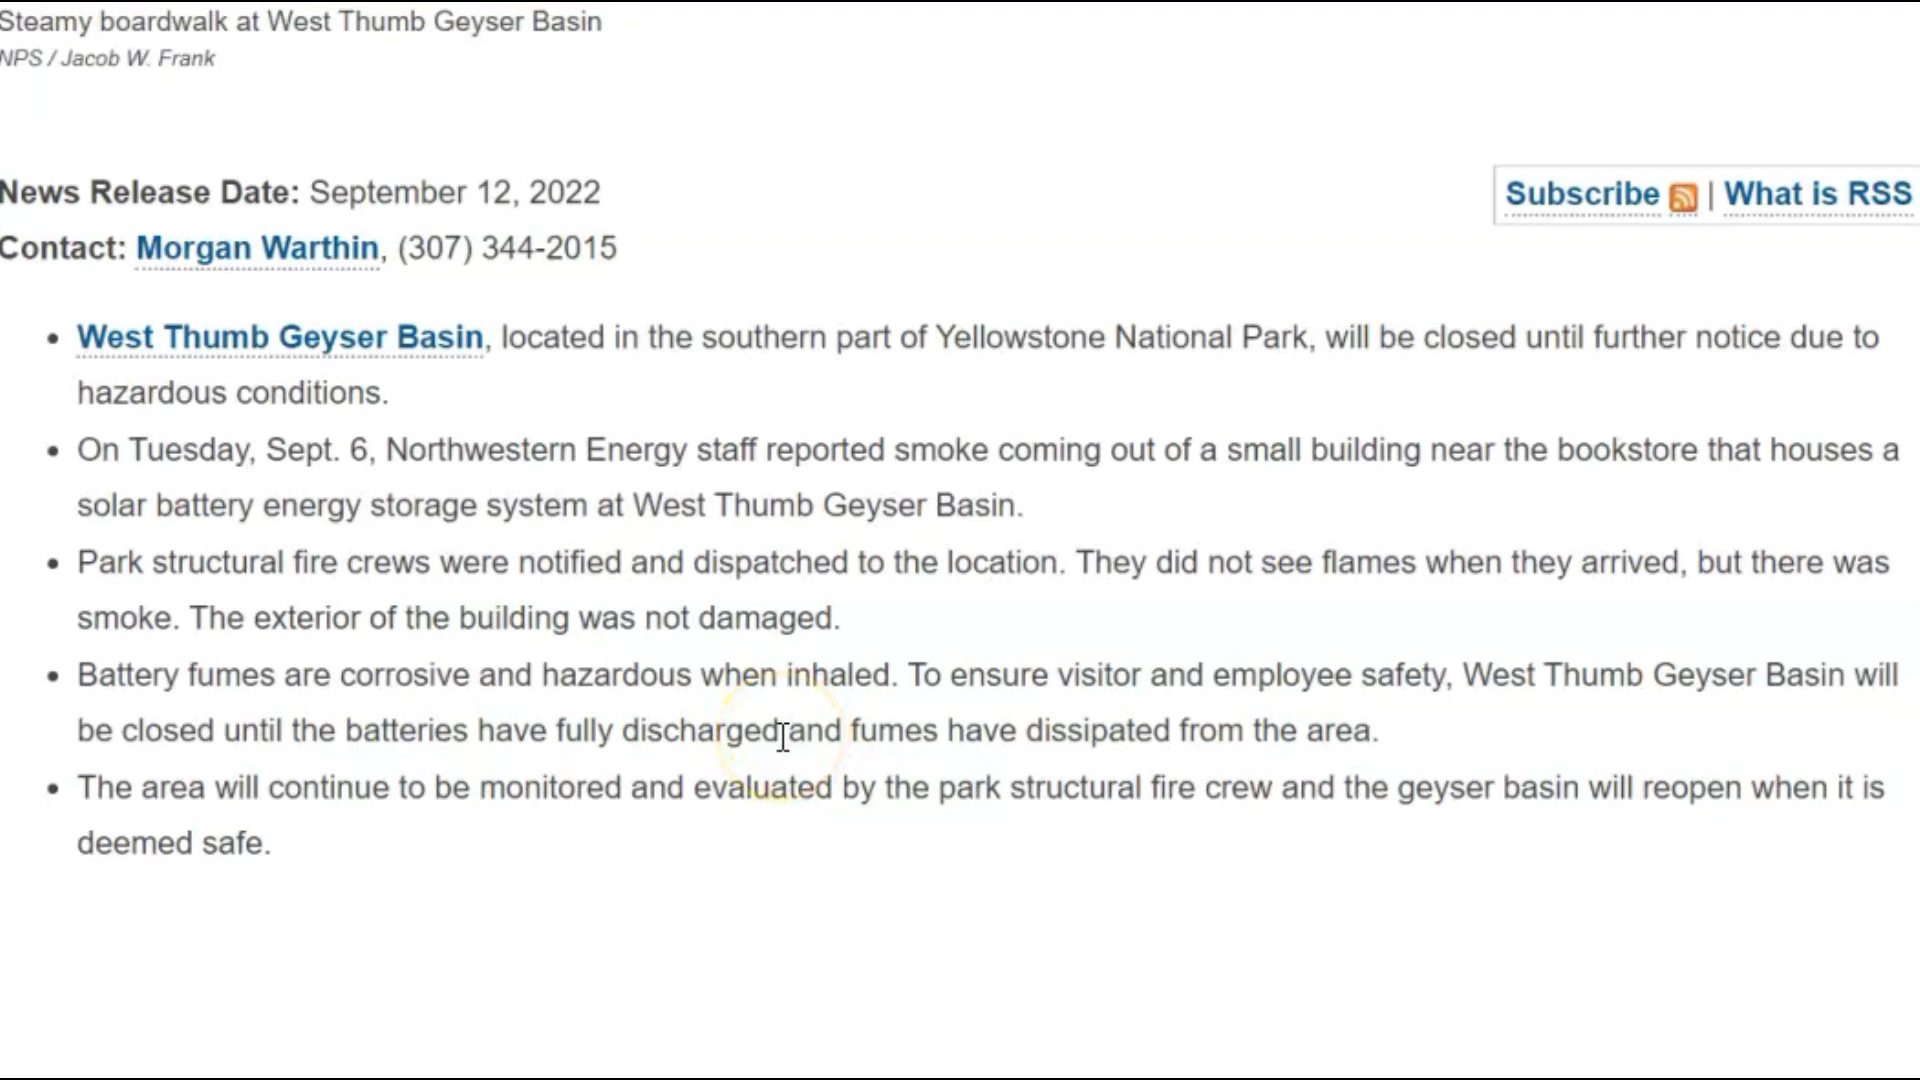 Steamy boardwalk at West Thumb Geyser Basin
NPS / Jacob W. Frank
News Release Date: September 12, 2022
Subscribe | What is RSS
Contact: Morgan Warthin, (307) 344-2015
• West Thumb Geyser Basin, located in the southern part of Yellowstone National Park, will be closed until further notice due to
hazardous conditions.
• On Tuesday, Sept. 6, Northwestern Energy staff reported smoke coming out of a small building near the bookstore that houses a
solar battery energy storage system at West Thumb Geyser Basin.
• Park structural fire crews were notified and dispatched to the location. They did not see flames when they arrived, but there was
smoke. The exterior of the building was not damaged.
• Battery fumes are corrosive and hazardous when inhaled. To ensure visitor and employee safety, West Thumb Geyser Basin will
be closed until the batteries have fully discharged and fumes have dissipated from the area.
• The area will continue to be monitored and evaluated by the park structural fire crew and the geyser basin will reopen when it is
deemed safe.